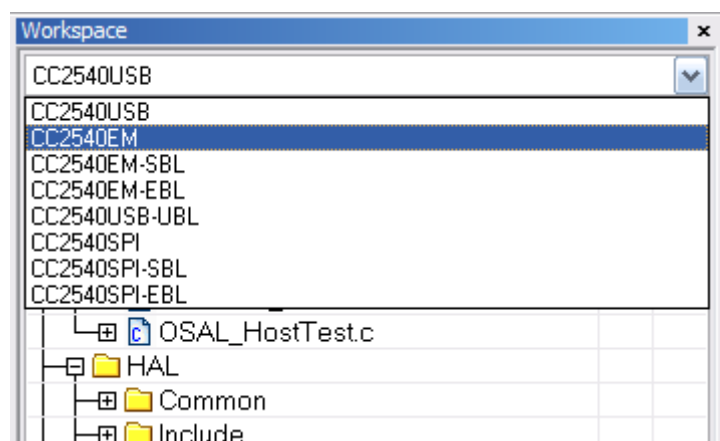 Workspace
CC2540USB
CC2540USB
CC2540EM
CC2540EM-SBL
CC2540EM-EBL
CC2540USB-UBL
CC2540SPI
CC2540SPI-SBL
CC2540SPI-EBL
OSAL_HostTest.c
HAL
Common
Include